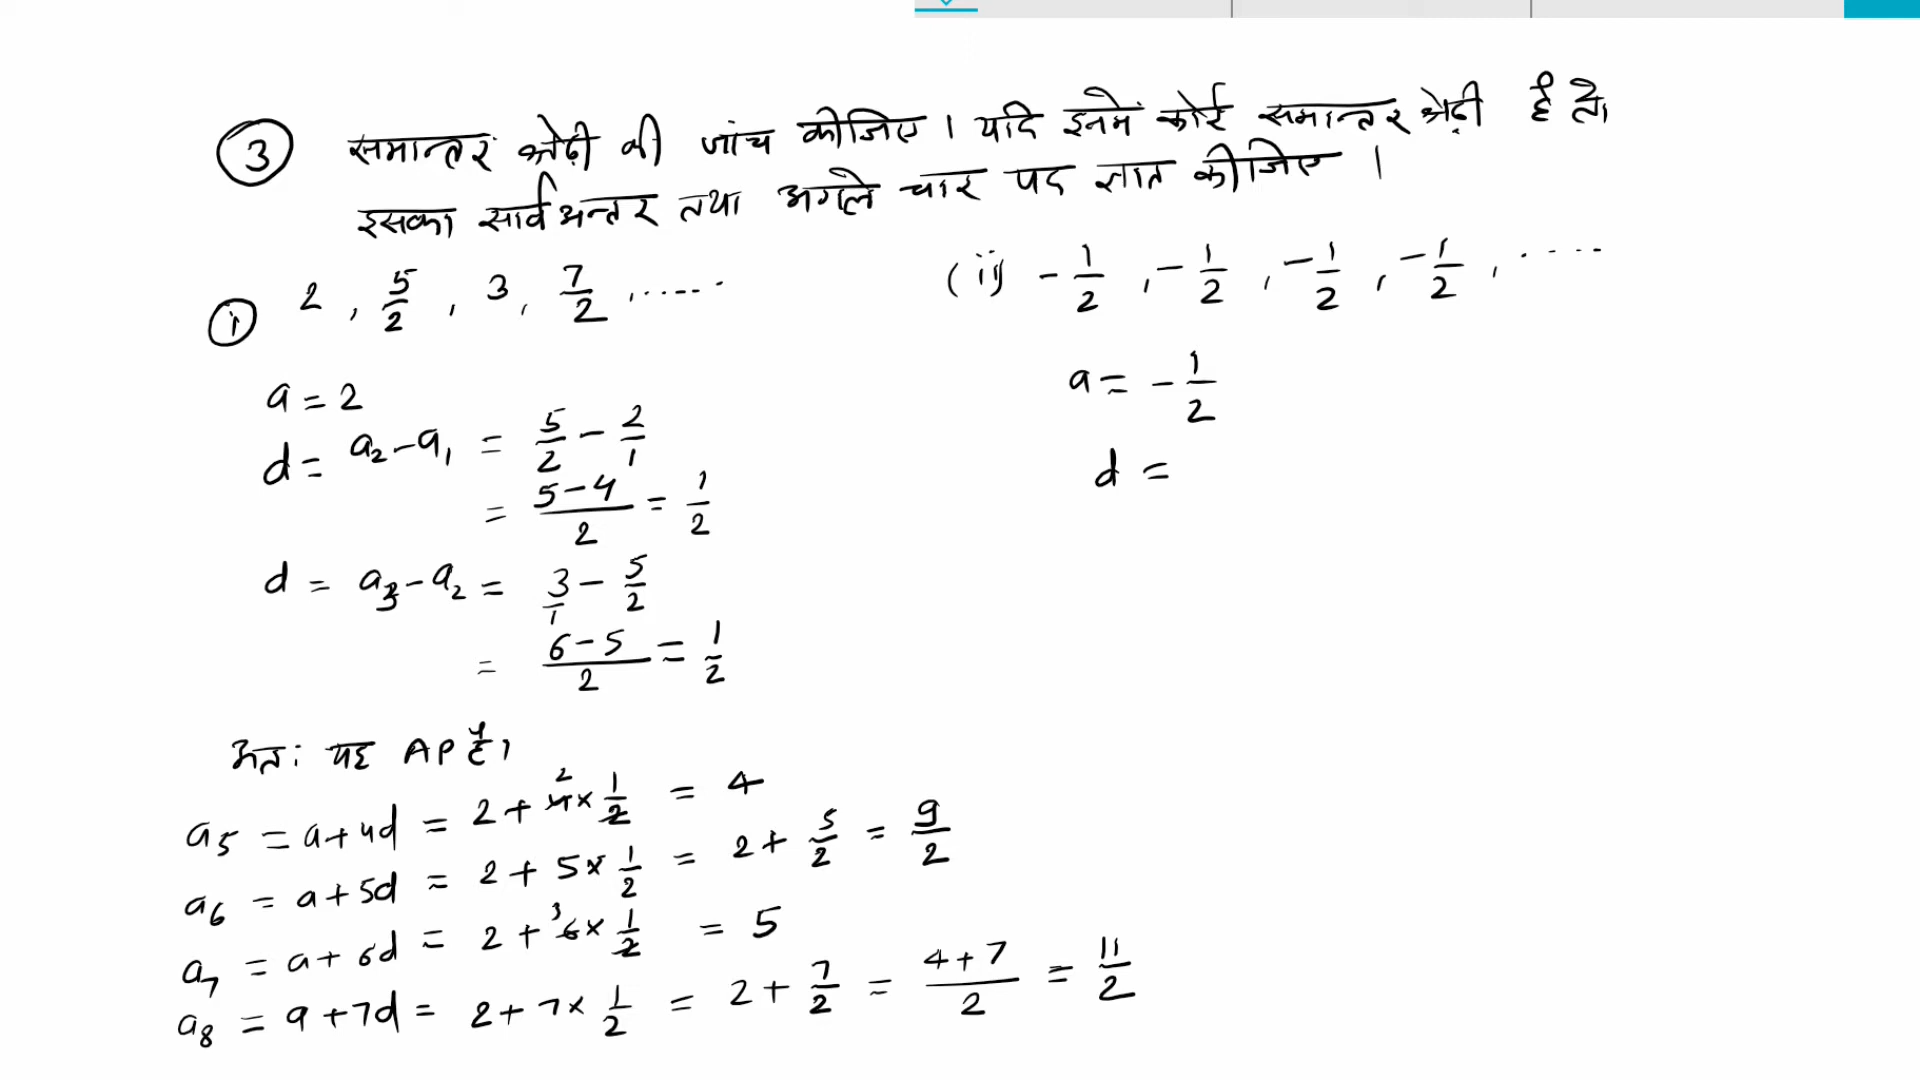 ③ समान्तर श्रेढ़ी की जांच कीजिए । यदि इनमें कोई समान्तर श्रेढ़ी है तो
इसका सार्व अन्तर तथा अगले चार पद ज्ञात कीजिए ।
(i) 2 , 5/2 , 3 , 7/2 , ......
a = 2
d = a₂ - a₁ = 5/2 - 2/1
= (5 - 4)/2 = 1/2
d = a₃ - a₂ = 3/1 - 5/2
= (6 - 5)/2 = 1/2
अतः यह AP है।
a₅ = a + 4d = 2 + 4 2 × 1/2 = 4
a₆ = a + 5d = 2 + 5 × 1/2 = 2 + 5/2 = 9/2
a₇ = a + 6d = 2 + 6 3 × 1/2 = 5
a₈ = a + 7d = 2 + 7 × 1/2 = 2 + 7/2 = (4 + 7)/2 = 11/2
(ii) - 1/2 , - 1/2 , - 1/2 , - 1/2 , ....
a = - 1/2
d =